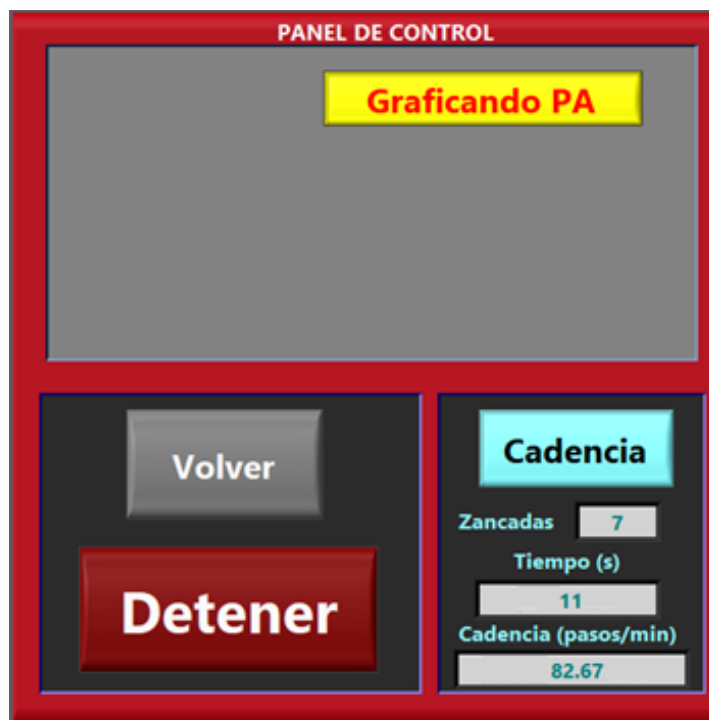 PANEL DE CONTROL
Graficando PA
Volver
Detener
Cadencia
Zancadas 7
Tiempo (s)
11
Cadencia (pasos/min)
82.67